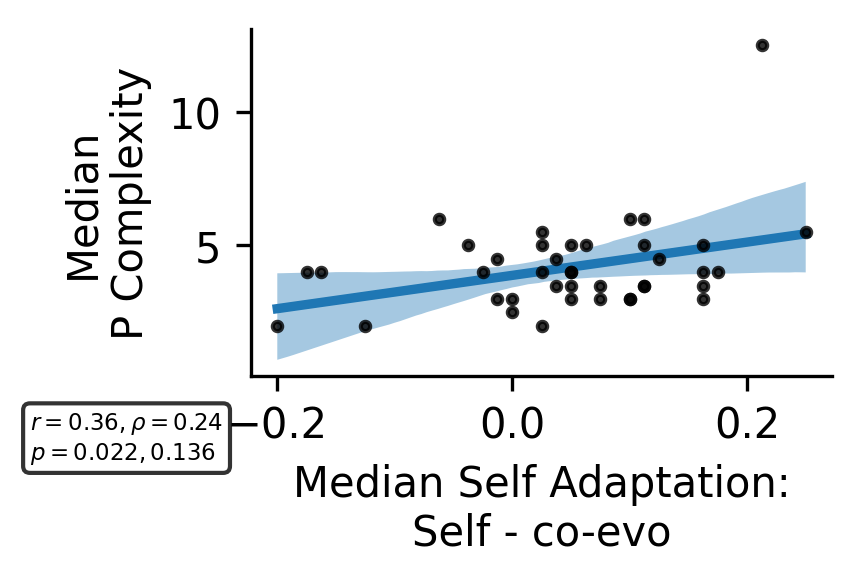 Median
P Complexity
10
5
−0.2
0.0
0.2
r = 0.36, ρ = 0.24
p = 0.022, 0.136
Median Self Adaptation:
Self - co-evo